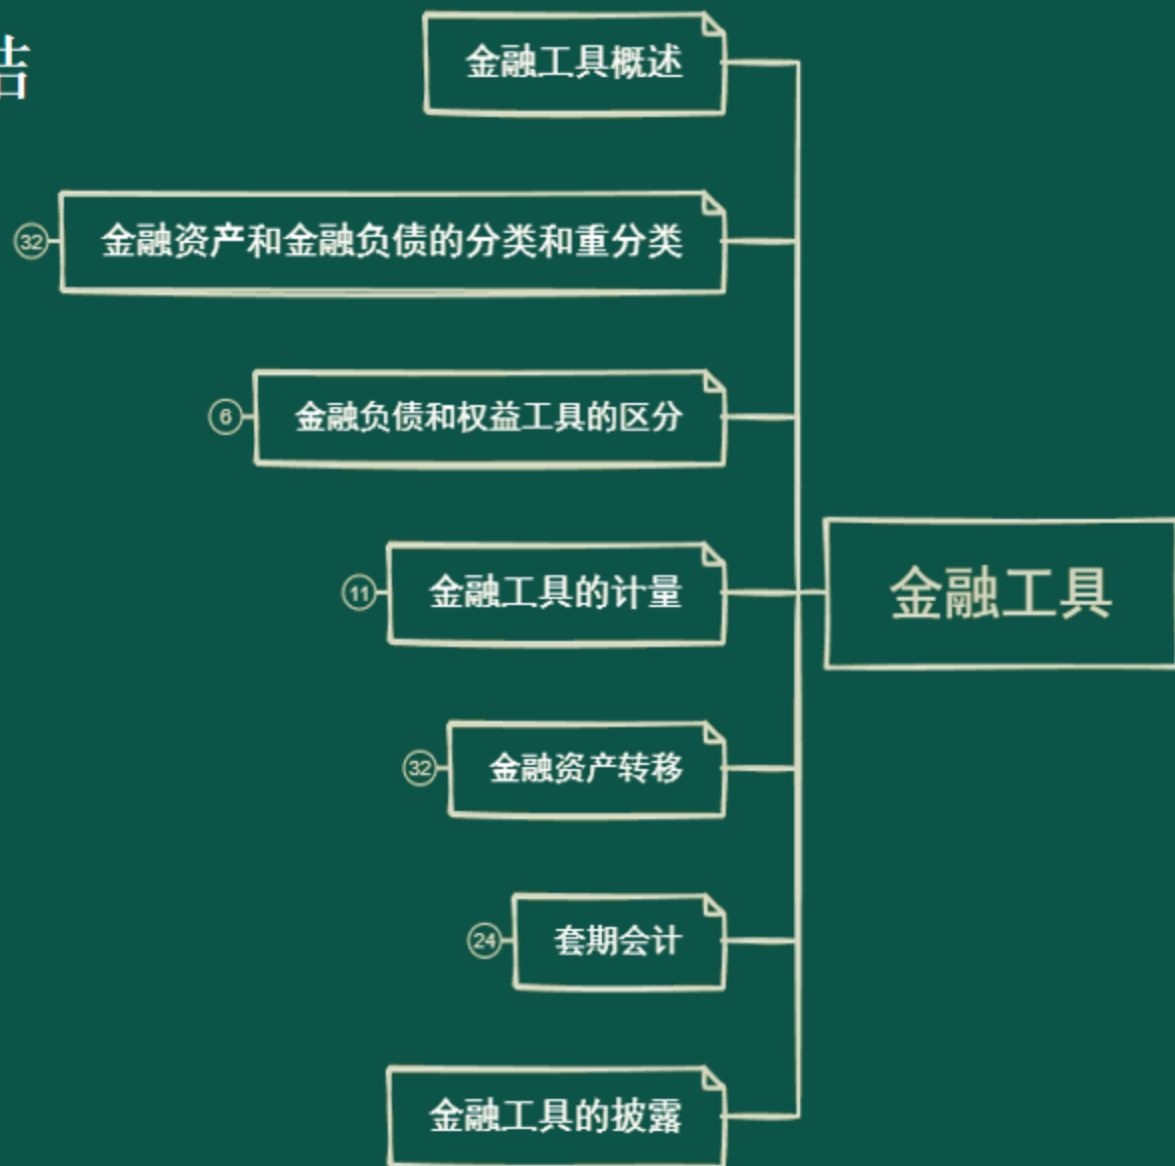 结
金融工具概述
32
金融资产和金融负债的分类和重分类
6
金融负债和权益工具的区分
11
金融工具的计量
金融工具
32
金融资产转移
24
套期会计
金融工具的披露